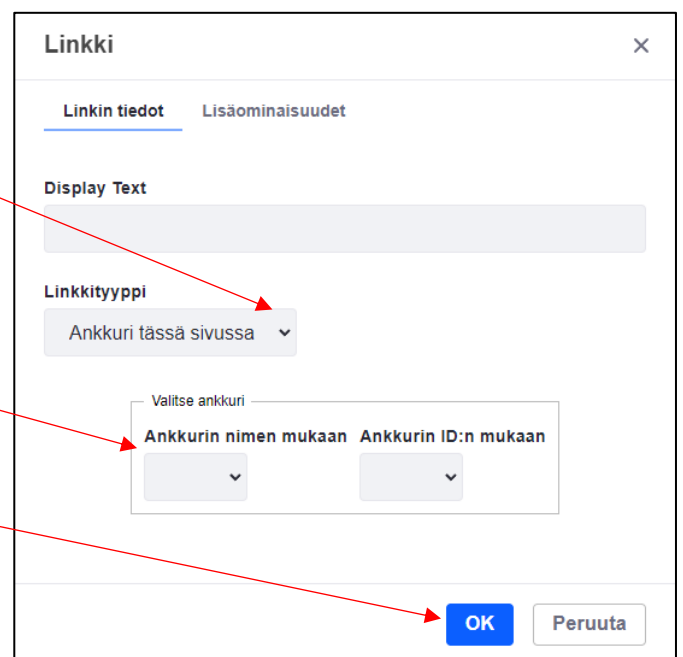 Linkki
Linkin tiedot Lisäominaisuudet
Display Text
Linkkityyppi
Ankkuri tässä sivussa
Valitse ankkuri
Ankkurin nimen mukaan Ankkurin ID:n mukaan
OK Peruuta